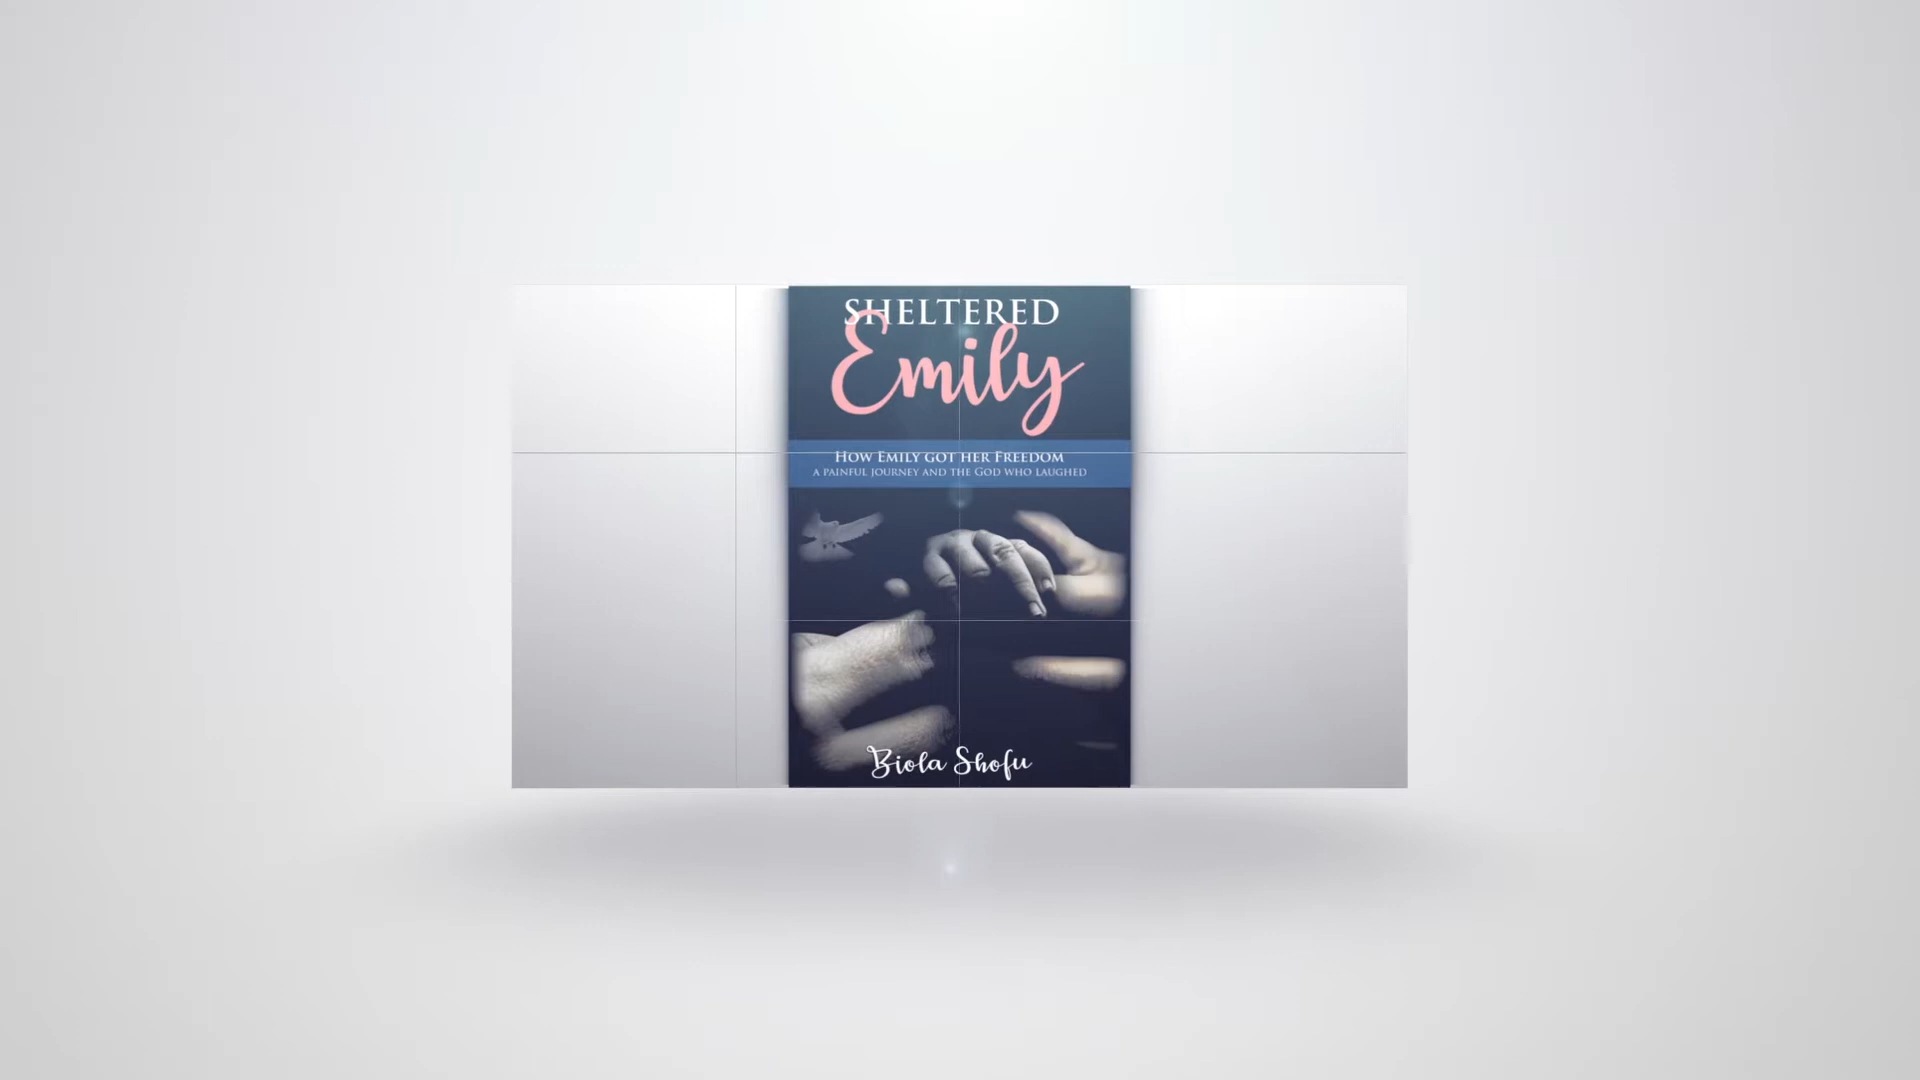 SHELTERED
Emily
HOW EMILY GOT HER FREEDOM
A PAINFUL JOURNEY AND THE GOD WHO LAUGHED
Biola Shofu